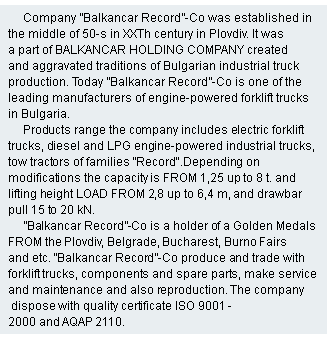 Company "Balkancar Record"-Co was established in
the middle of 50-s in XXTh century in Plovdiv. It was
a part of BALKANCAR HOLDING COMPANY created
and aggravated traditions of Bulgarian industrial truck
production. Today "Balkancar Record"-Co is one of the
leading manufacturers of engine-powered forklift trucks
in Bulgaria.
Products range the company includes electric forklift
trucks, diesel and LPG engine-powered industrial trucks,
tow tractors of families "Record".Depending on
modifications the capacity is FROM 1,25 up to 8 t. and
lifting height LOAD FROM 2,8 up to 6,4 m, and drawbar
pull 15 to 20 kN.
"Balkancar Record"-Co is a holder of a Golden Medals
FROM the Plovdiv, Belgrade, Bucharest, Burno Fairs
and etc. "Balkancar Record"-Co produce and trade with
forklift trucks, components and spare parts, make service
and maintenance and also reproduction. The company
dispose with quality certificate ISO 9001 -
2000 and AQAP 2110.